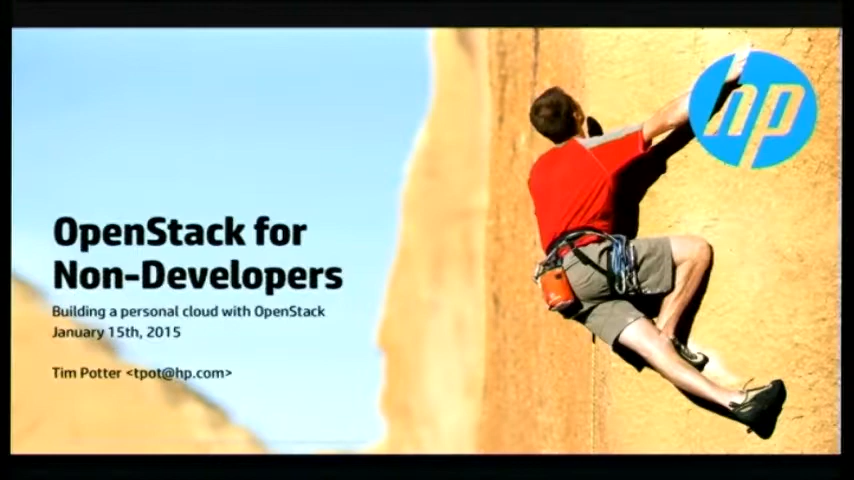 hp
OpenStack for
Non-Developers
Building a personal cloud with OpenStack
January 15th, 2015
Tim Potter <tpot@hp.com>